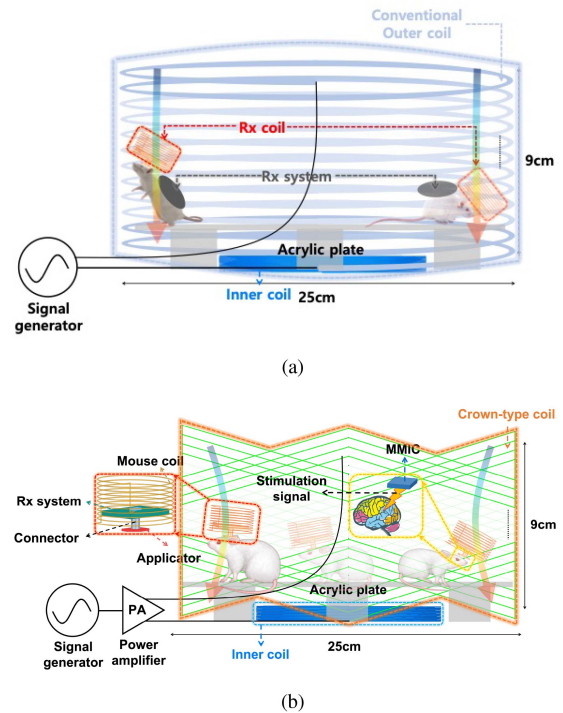 Conventional
Outer coil
Rx coil
9cm
Rx system
Acrylic plate
Inner coil
25cm
Signal
generator
(a)
Crown-type coil
MMIC
Mouse coil
Stimulation
signal
Rx system
Connector
9cm
Applicator
Acrylic plate
PA
Signal
generator
Power
amplifier
Inner coil
25cm
(b)